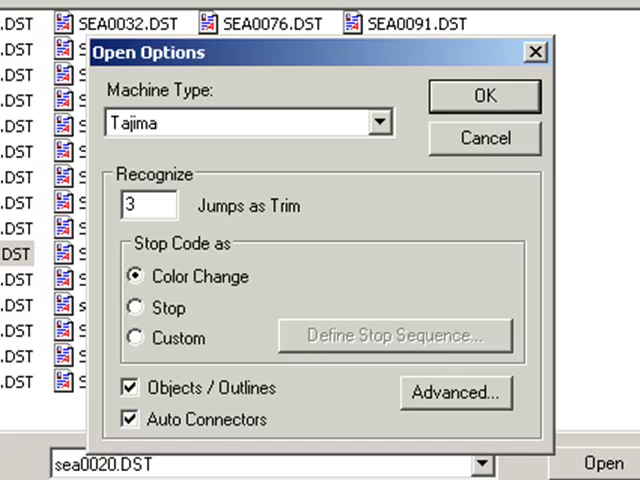 .DST SEA0032.DST SEA0076.DST SEA0091.DST
.DST
Open Options
.DST
Machine Type:
OK
.DST
Tajima
.DST
Cancel
.DST
.DST
Recognize
.DST
3 Jumps as Trim
.DST
Stop Code as
.DST
Color Change
.DST
Stop
.DST
Custom
Define Stop Sequence...
.DST
.DST
Objects / Outlines
Advanced...
.DST
Auto Connectors
sea0020.DST
Open